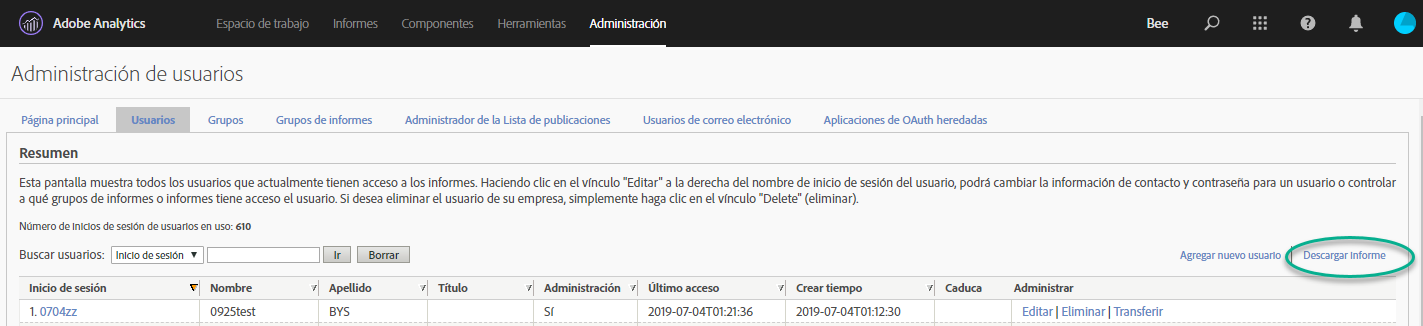 Adobe Analytics Espacio de trabajo Informes Componentes Herramientas Administración Bee
Administración de usuarios
Página principal Usuarios Grupos Grupos de informes Administrador de la Lista de publicaciones Usuarios de correo electrónico Aplicaciones de OAuth heredadas
Resumen
Esta pantalla muestra todos los usuarios que actualmente tienen acceso a los informes. Haciendo clic en el vínculo "Editar" a la derecha del nombre de inicio de sesión del usuario, podrá cambiar la información de contacto y contraseña para un usuario o controlar
a qué grupos de informes o informes tiene acceso el usuario. Si desea eliminar el usuario de su empresa, simplemente haga clic en el vínculo "Delete" (eliminar).
Número de inicios de sesión de usuarios en uso: 610
Buscar usuarios: Inicio de sesión Ir Borrar Agregar nuevo usuario Descargar informe
Inicio de sesión Nombre Apellido Título Administración Último acceso Crear tiempo Caduca Administrar
1. 0704zz 0925test BYS Sí 2019-07-04T01:21:36 2019-07-04T01:12:30 Editar | Eliminar | Transferir